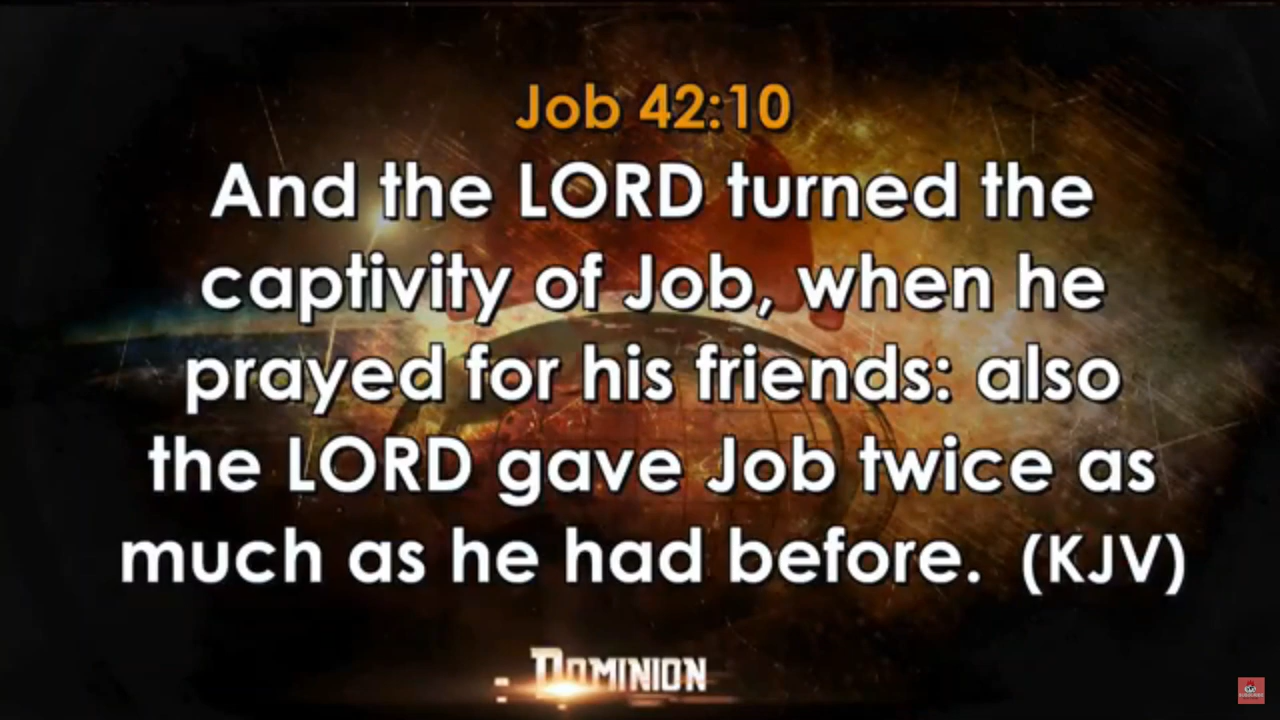 Job 42:10
And the LORD turned the
captivity of Job, when he
prayed for his friends: also
the LORD gave Job twice as
much as he had before. (KJV)
DOMINION